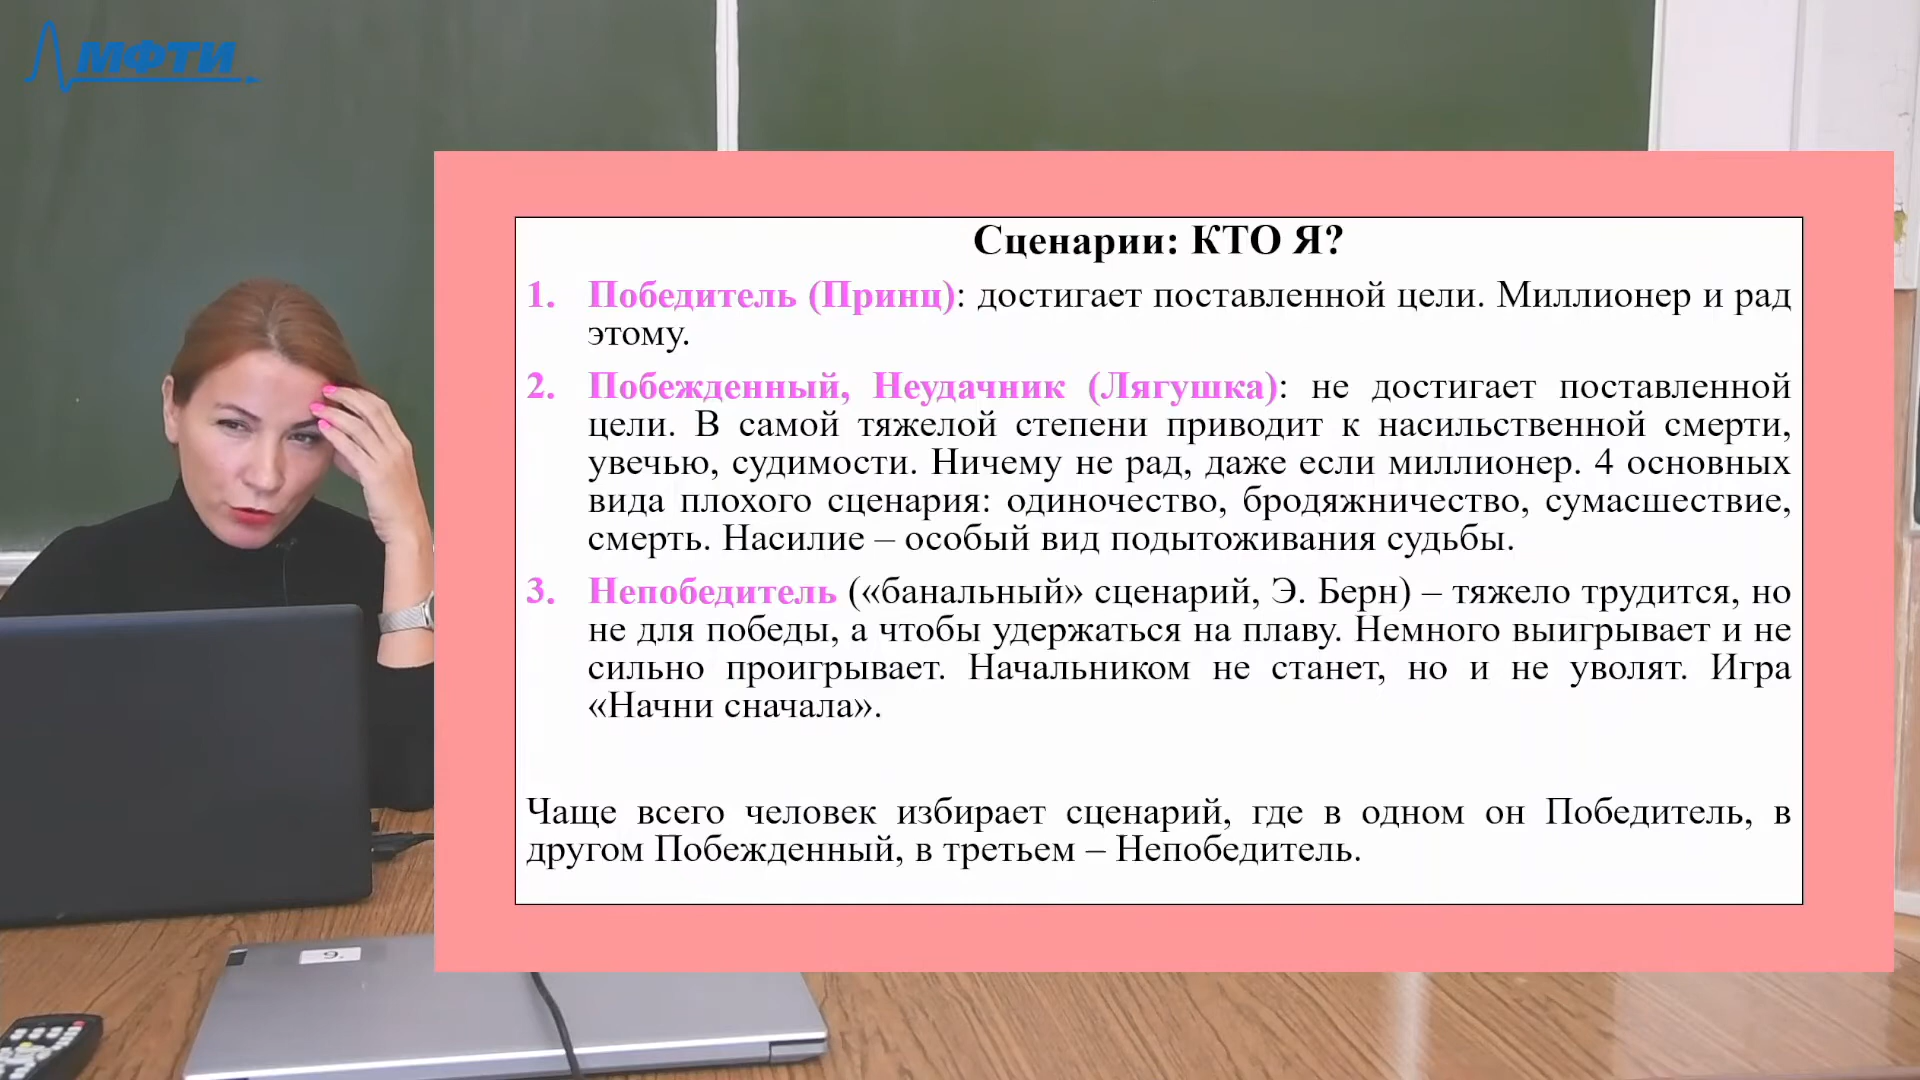 МФТИ
Сценарии: КТО Я?
1. Победитель (Принц): достигает поставленной цели. Миллионер и рад
этому.
2. Побежденный, Неудачник (Лягушка): не достигает поставленной
цели. В самой тяжелой степени приводит к насильственной смерти,
увечью, судимости. Ничему не рад, даже если миллионер. 4 основных
вида плохого сценария: одиночество, бродяжничество, сумасшествие,
смерть. Насилие – особый вид подытоживания судьбы.
3. Непобедитель («банальный» сценарий, Э. Берн) – тяжело трудится, но
не для победы, а чтобы удержаться на плаву. Немного выигрывает и не
сильно проигрывает. Начальником не станет, но и не уволят. Игра
«Начни сначала».
Чаще всего человек избирает сценарий, где в одном он Победитель, в
другом Побежденный, в третьем – Непобедитель.